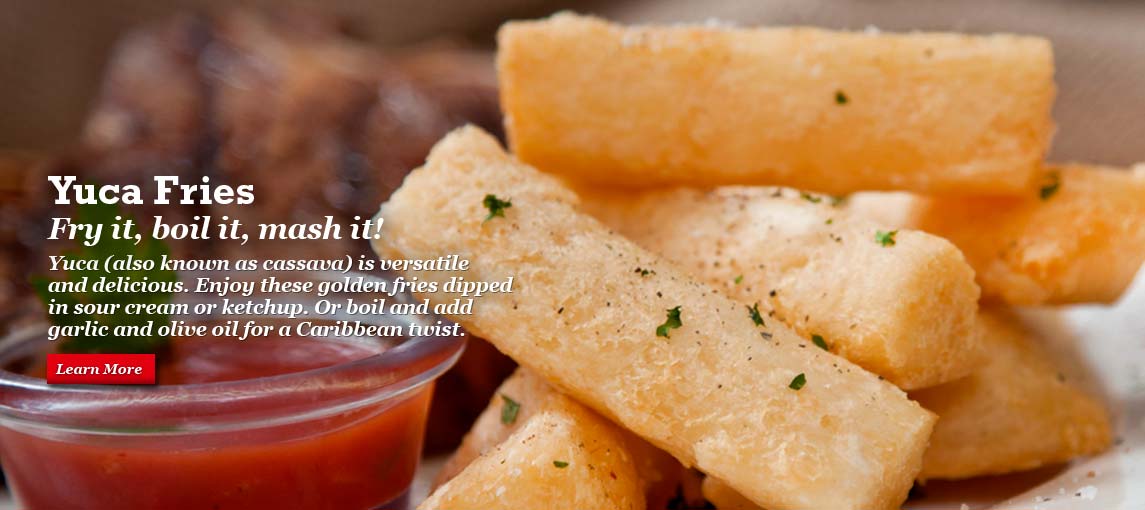 Yuca Fries
Fry it, boil it, mash it!
Yuca (also known as cassava) is versatile
and delicious. Enjoy these golden fries dipped
in sour cream or ketchup. Or boil and add
garlic and olive oil for a Caribbean twist.
Learn More